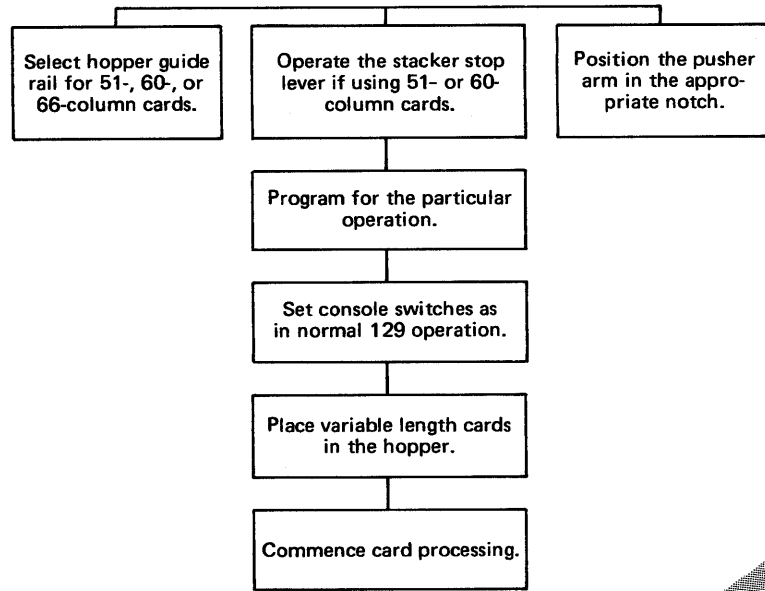 Select hopper guide
rail for 51-, 60-, or
66-column cards.
Operate the stacker stop
lever if using 51- or 60-
column cards.
Position the pusher
arm in the appro-
priate notch.
Program for the particular
operation.
Set console switches as
in normal 129 operation.
Place variable length cards
in the hopper.
Commence card processing.